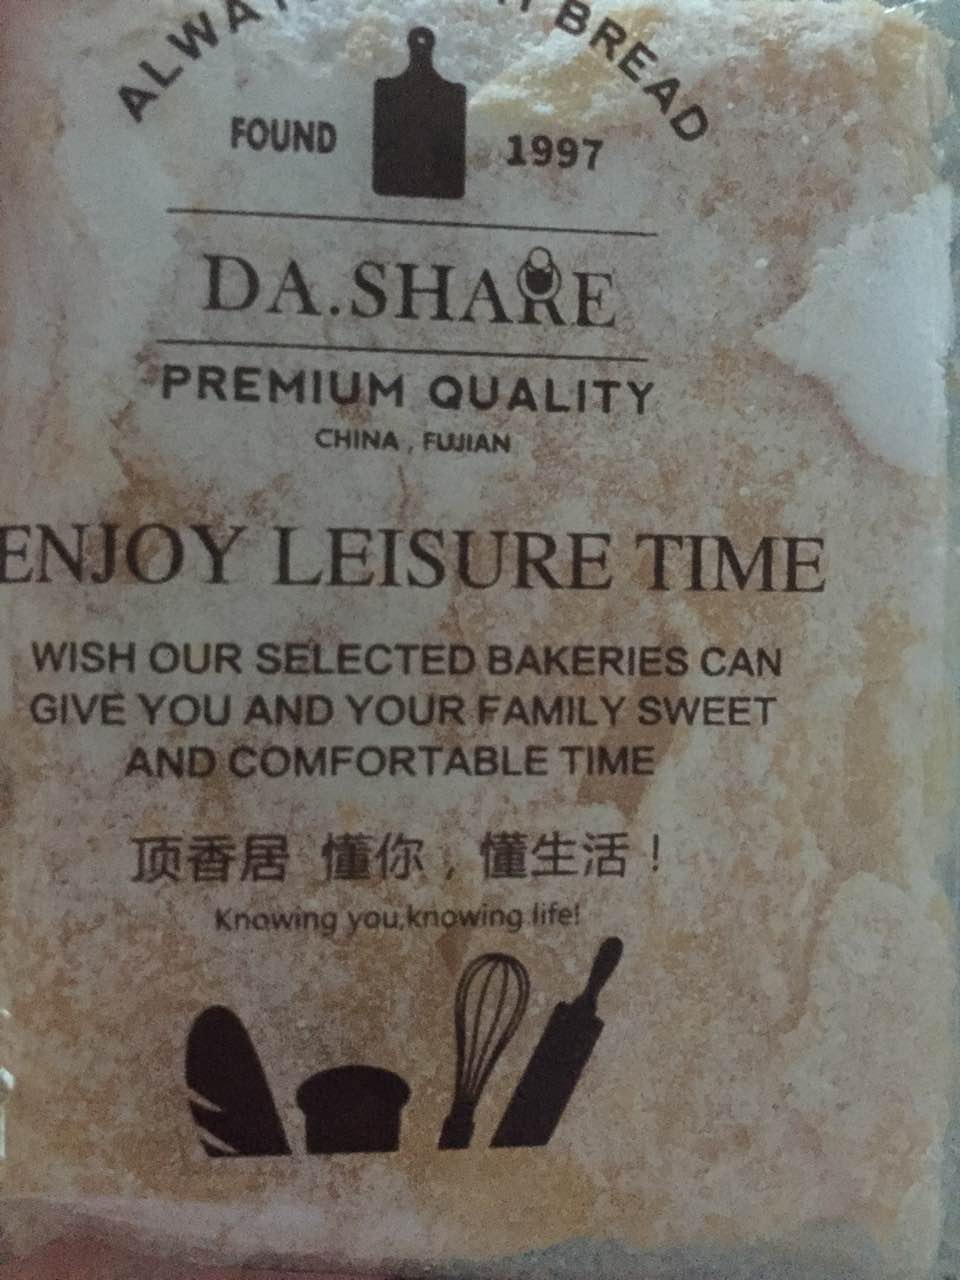 ALWA BREAD
FOUND 1997
DA.SHARE
PREMIUM QUALITY
CHINA , FUJIAN
ENJOY LEISURE TIME
WISH OUR SELECTED BAKERIES CAN
GIVE YOU AND YOUR FAMILY SWEET
AND COMFORTABLE TIME
顶香居 懂你，懂生活！
Knowing you,knowing life!